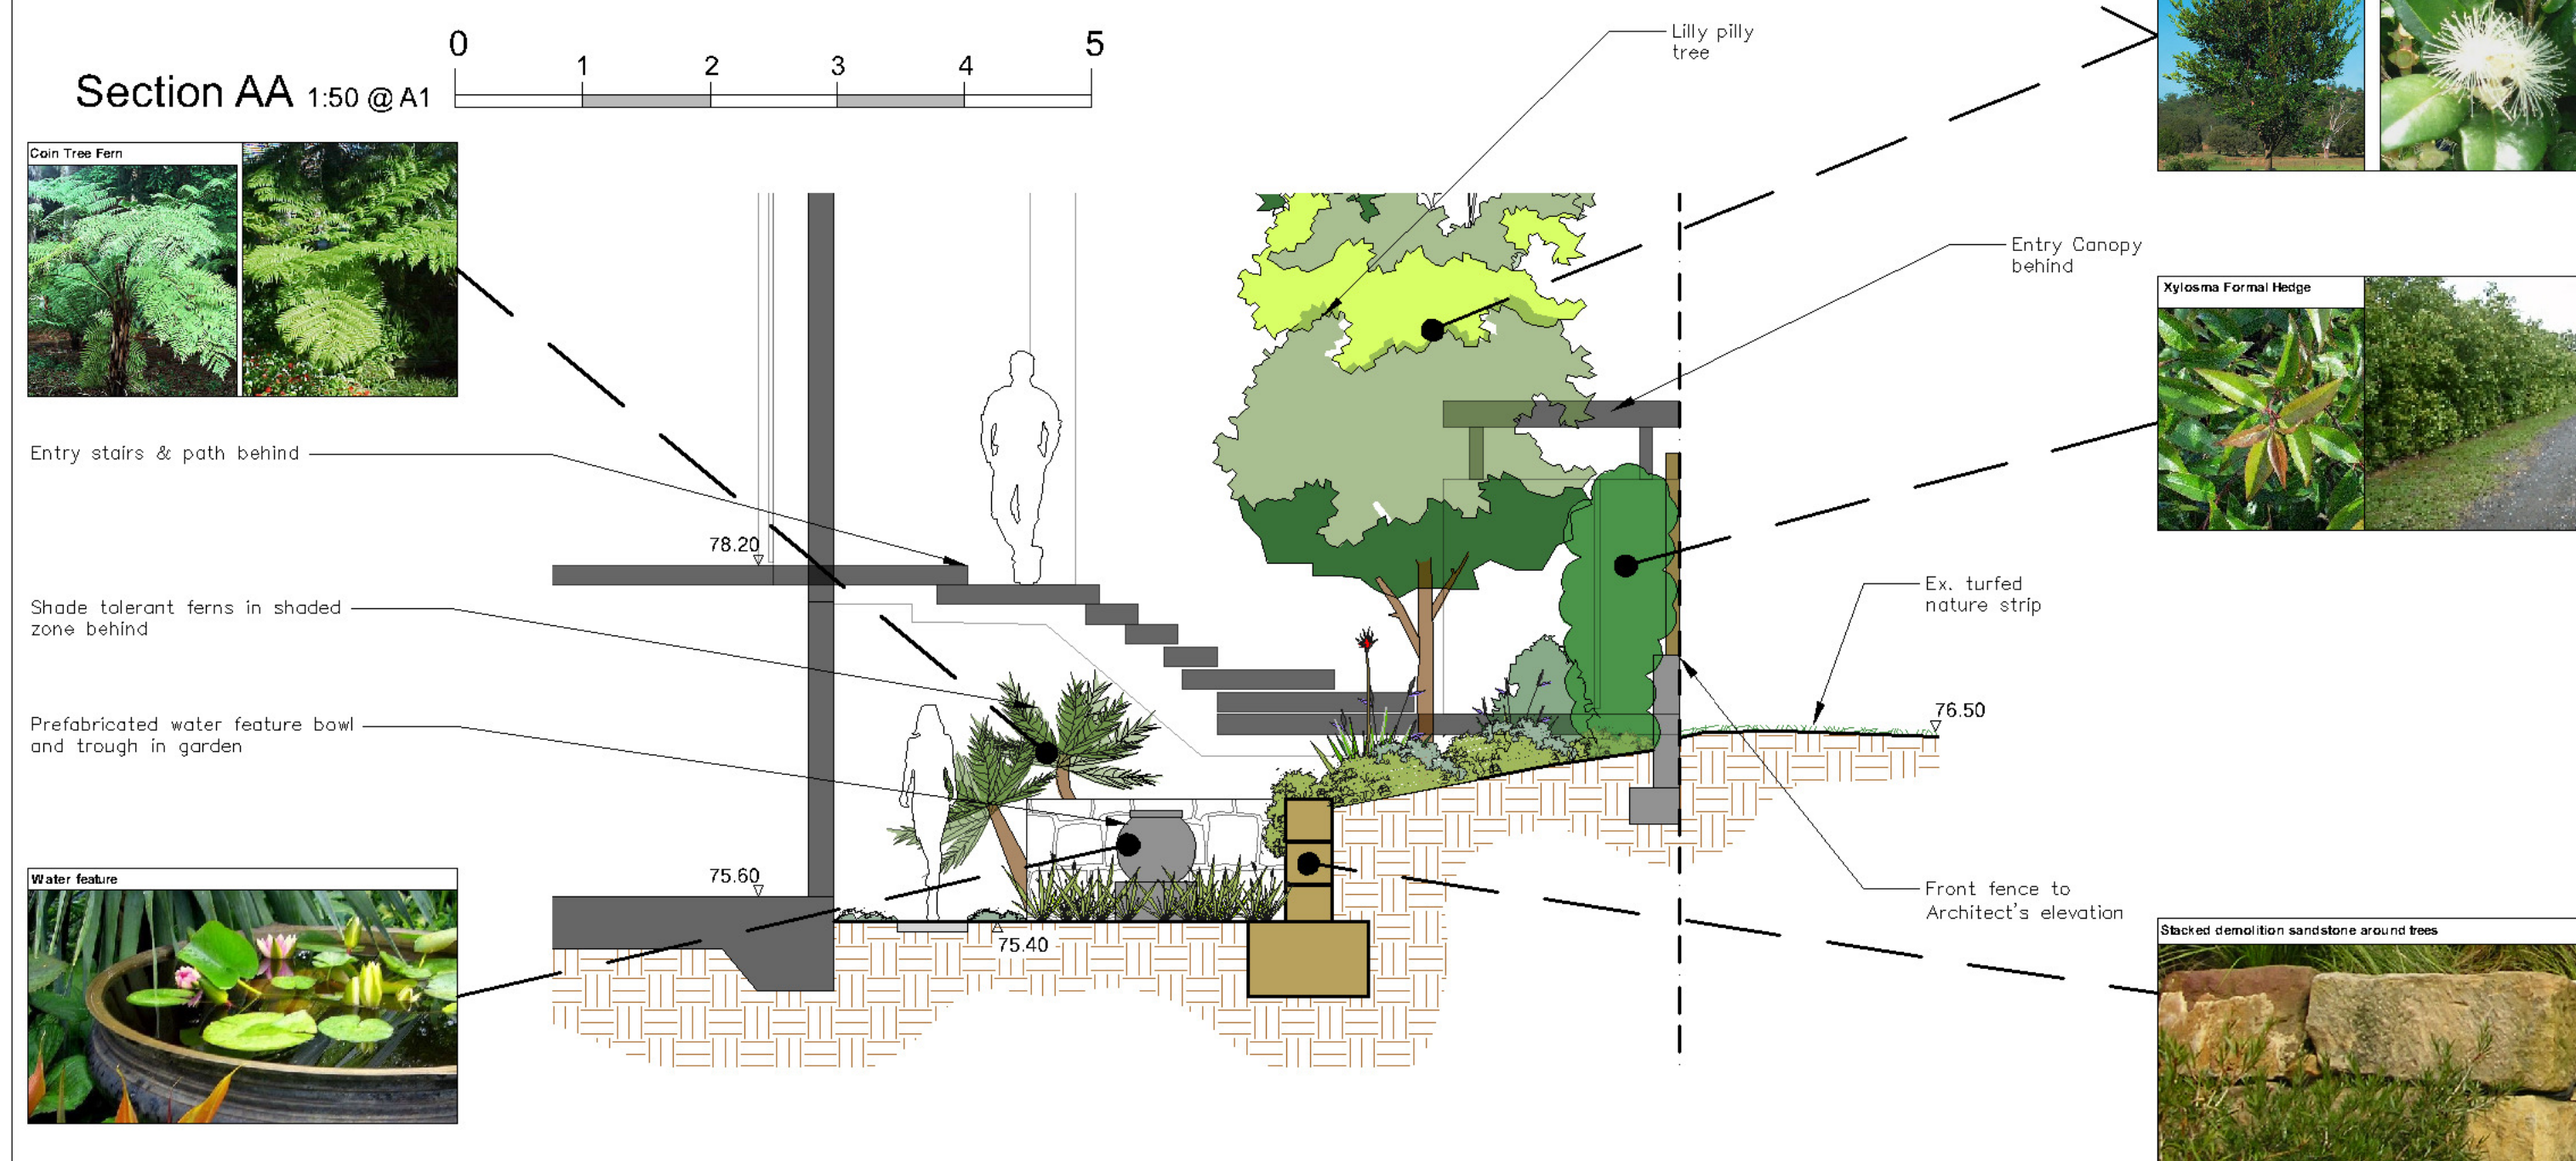 0 5
1 2 3 4
Section AA 1:50 @ A1
Lilly pilly
tree
Coin Tree Fern
Entry Canopy
behind
Xylosma Formal Hedge
Entry stairs & path behind
78.20
Shade tolerant ferns in shaded
zone behind
Ex. turfed
nature strip
Prefabricated water feature bowl
and trough in garden
76.50
75.60
Water feature
Front fence to
Architect's elevation
75.40
Stacked demolition sandstone around trees